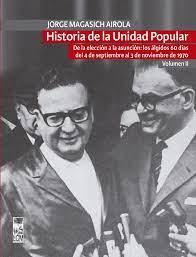 JORGE MAGASICH AIROLA
Historia de la Unidad Popular
De la elección a la asunción: los álgidos 60 días
del 4 de septiembre al 3 de noviembre de 1970
Volumen II